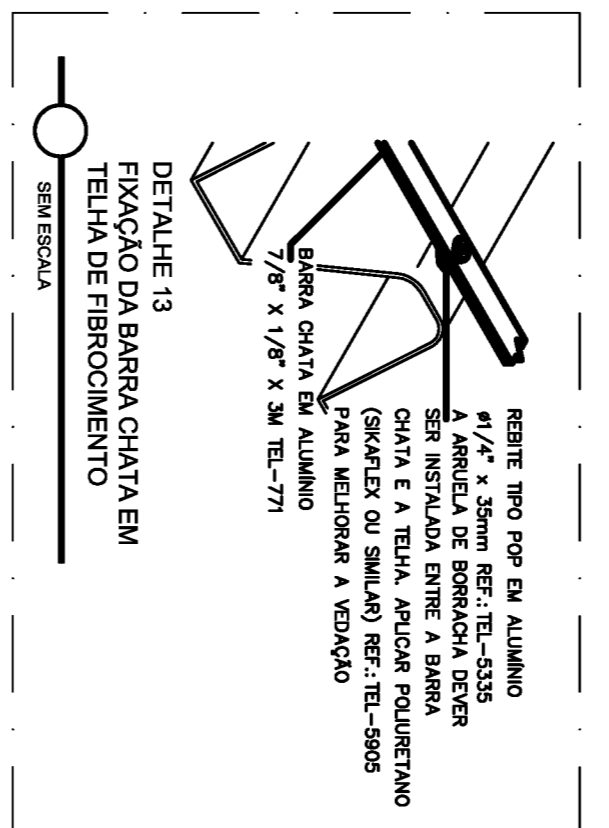 REBITE TIPO POP EM ALUMÍNIO
ø1/4" x 35mm REF.: TEL-5335
A ARRUELA DE BORRACHA DEVER
SER INSTALADA ENTRE A BARRA
CHATA E A TELHA. APLICAR POLIURETANO
(SIKAFLEX OU SIMILAR) REF.: TEL-5905
PARA MELHORAR A VEDAÇÃO
BARRA CHATA EM ALUMÍNIO
7/8" X 1/8" X 3M TEL-771
DETALHE 13
FIXAÇÃO DA BARRA CHATA EM
TELHA DE FIBROCIMENTO
SEM ESCALA